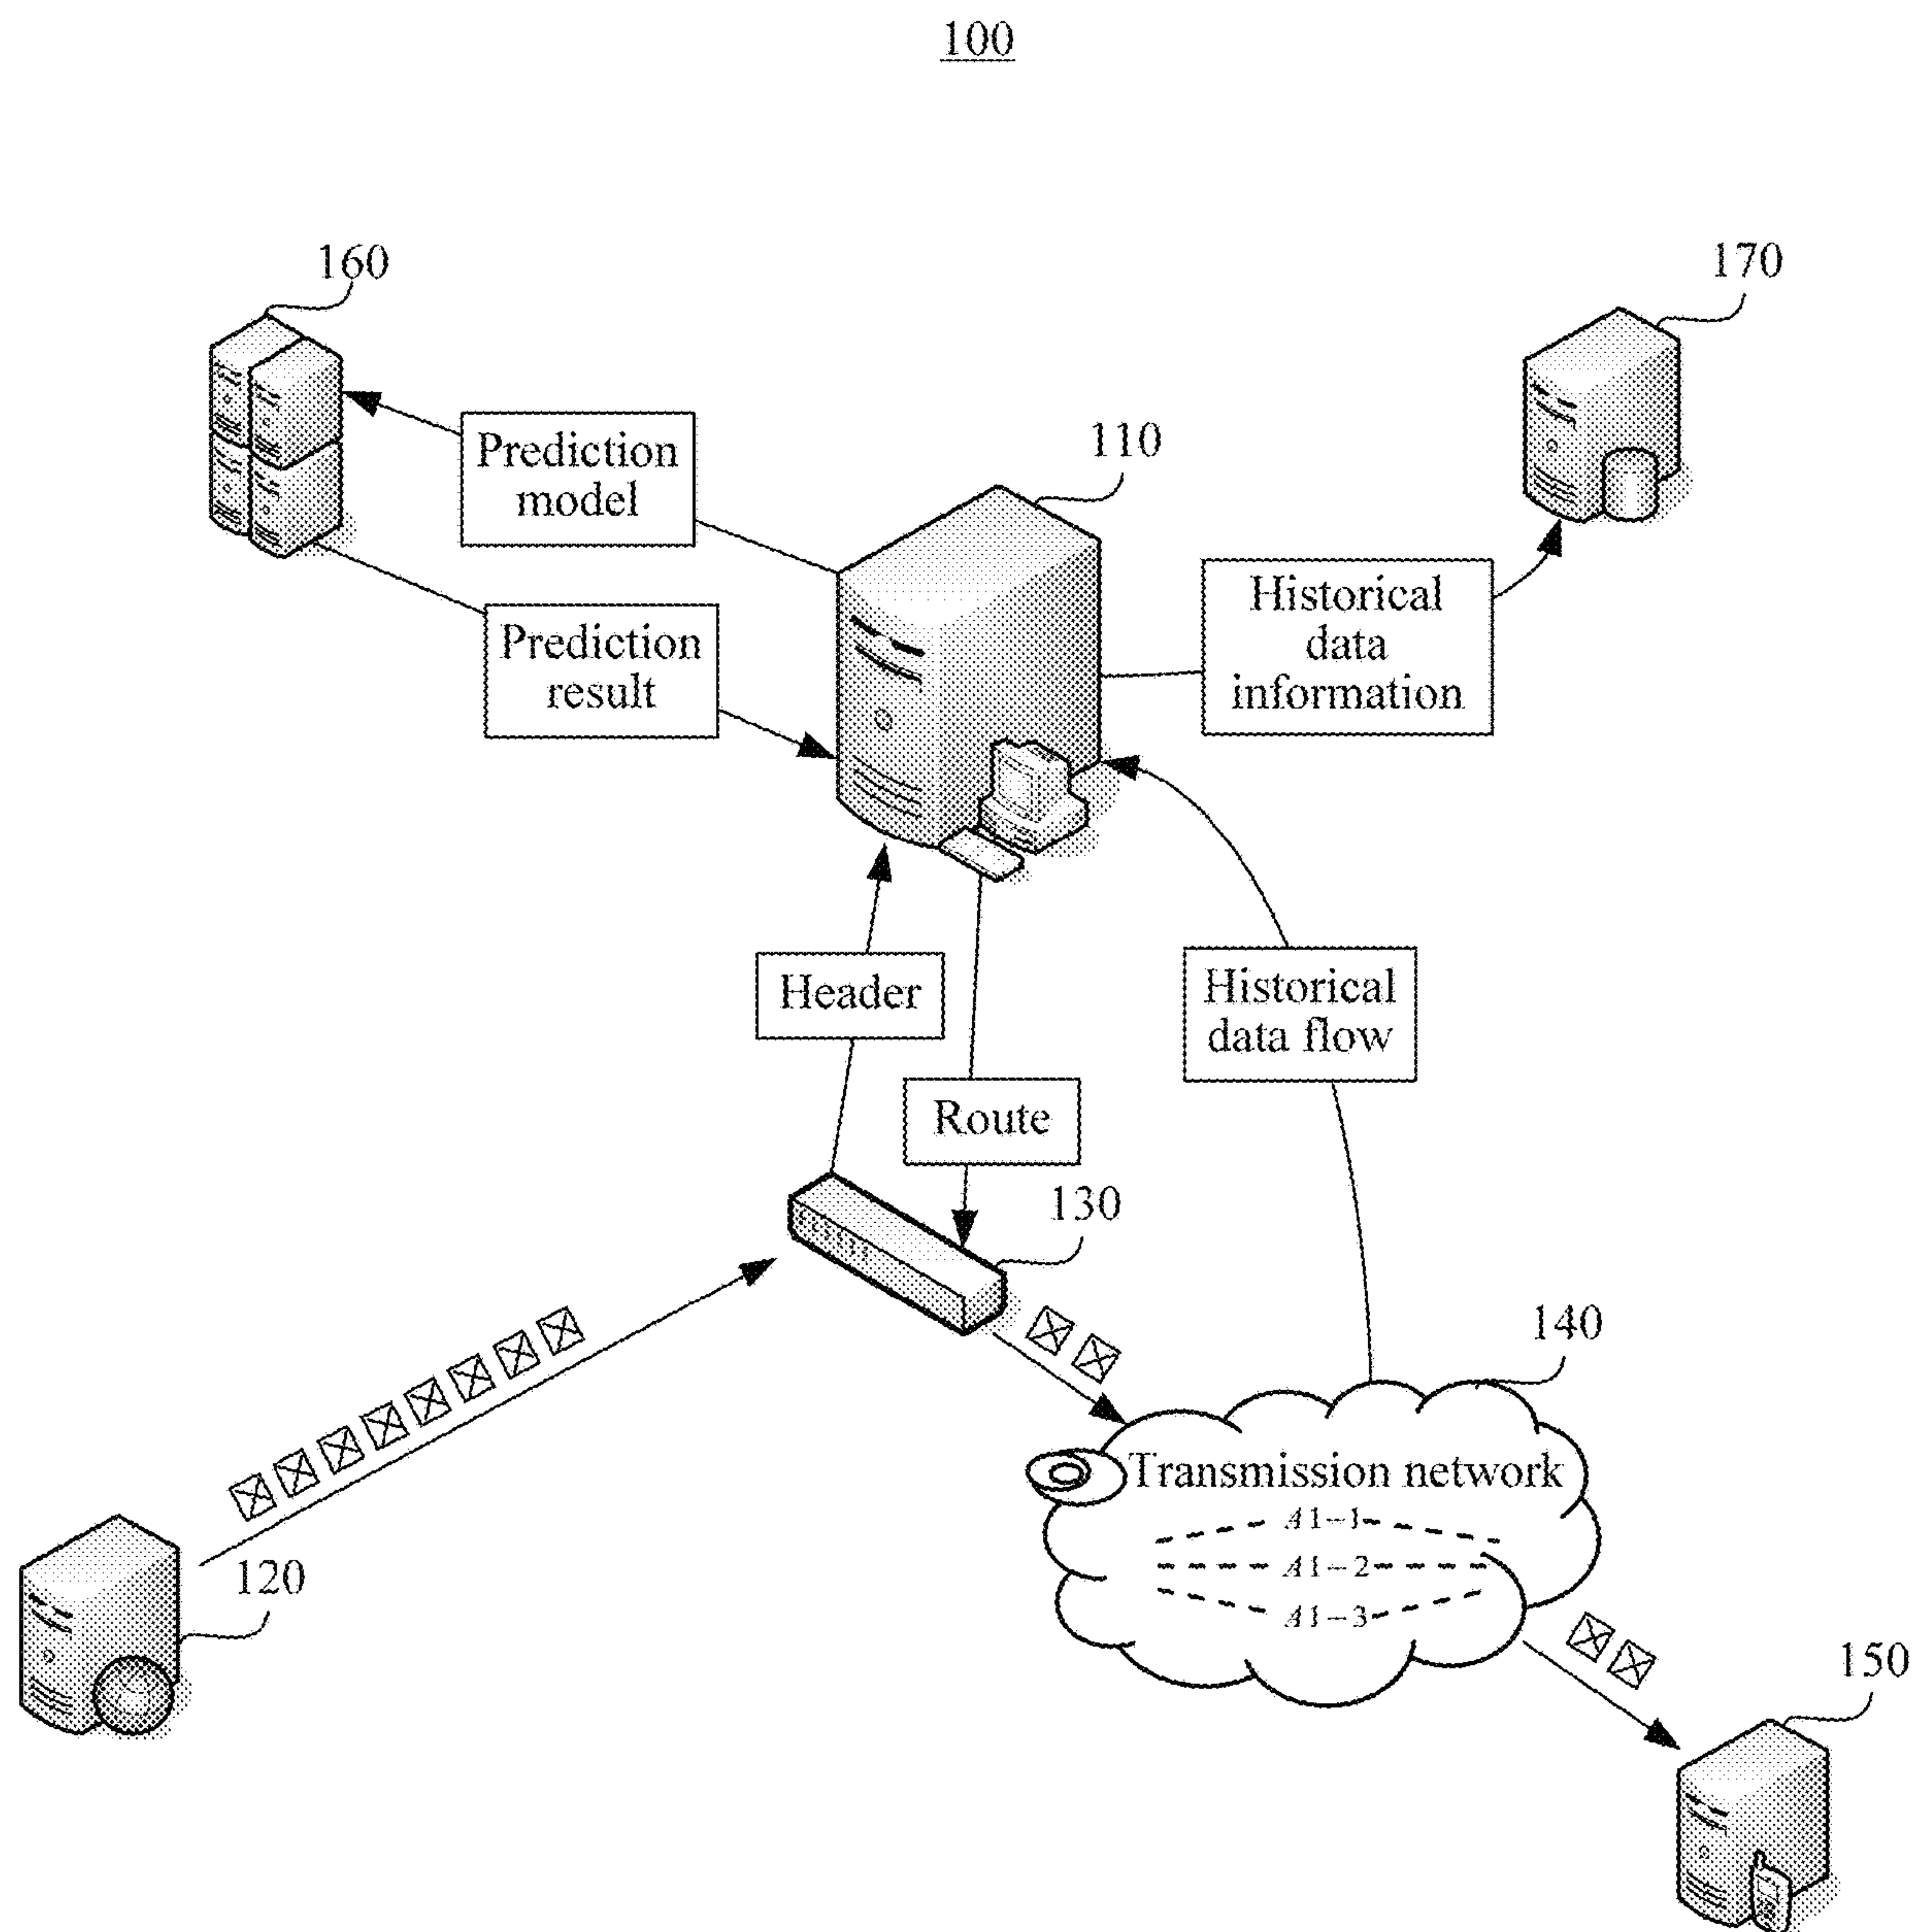 100
160
170
Prediction
model
110
Historical
data
information
Prediction
result
Header
Historical
data flow
Route
130
140
Transmission network
A1-1
A1-2
A1-3
120
150